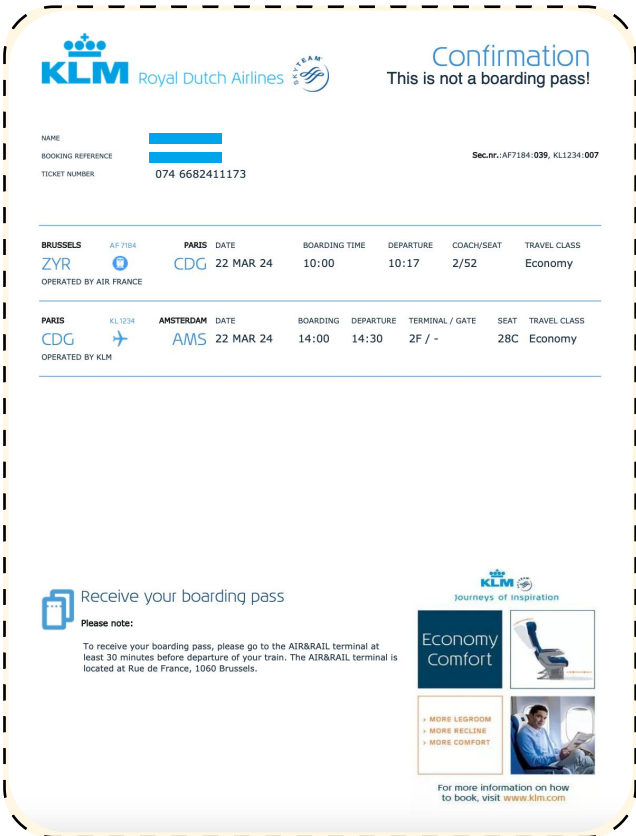 KLM Royal Dutch Airlines SKYTEAM
Confirmation
This is not a boarding pass!
NAME
BOOKING REFERENCE
Sec.nr.:AF7184:039, KL1234:007
TICKET NUMBER 074 6682411173
BRUSSELS AF 7184 PARIS DATE BOARDING TIME DEPARTURE COACH/SEAT TRAVEL CLASS
ZYR CDG 22 MAR 24 10:00 10:17 2/52 Economy
OPERATED BY AIR FRANCE
PARIS KL 1234 AMSTERDAM DATE BOARDING DEPARTURE TERMINAL / GATE SEAT TRAVEL CLASS
CDG AMS 22 MAR 24 14:00 14:30 2F / - 28C Economy
OPERATED BY KLM
Receive your boarding pass
Please note:
To receive your boarding pass, please go to the AIR&RAIL terminal at
least 30 minutes before departure of your train. The AIR&RAIL terminal is
located at Rue de France, 1060 Brussels.
KLM
Journeys of Inspiration
Economy
Comfort
› MORE LEGROOM
› MORE RECLINE
› MORE COMFORT
For more information on how
to book, visit www.klm.com